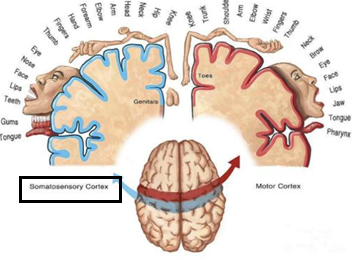 Tongue
Gums
Teeth
Lips
Face
Nose
Eye
Thumb
Fingers
Hand
Forearm
Elbow
Arm
Head
Neck
Hip
Knee
Genitals
Knee
Trunk
Shoulder
Arm
Elbow
Wrist
Fingers
Thumb
Neck
Brow
Eye
Face
Lips
Jaw
Tongue
Pharynx
Toes
Somatosensory Cortex
Motor Cortex